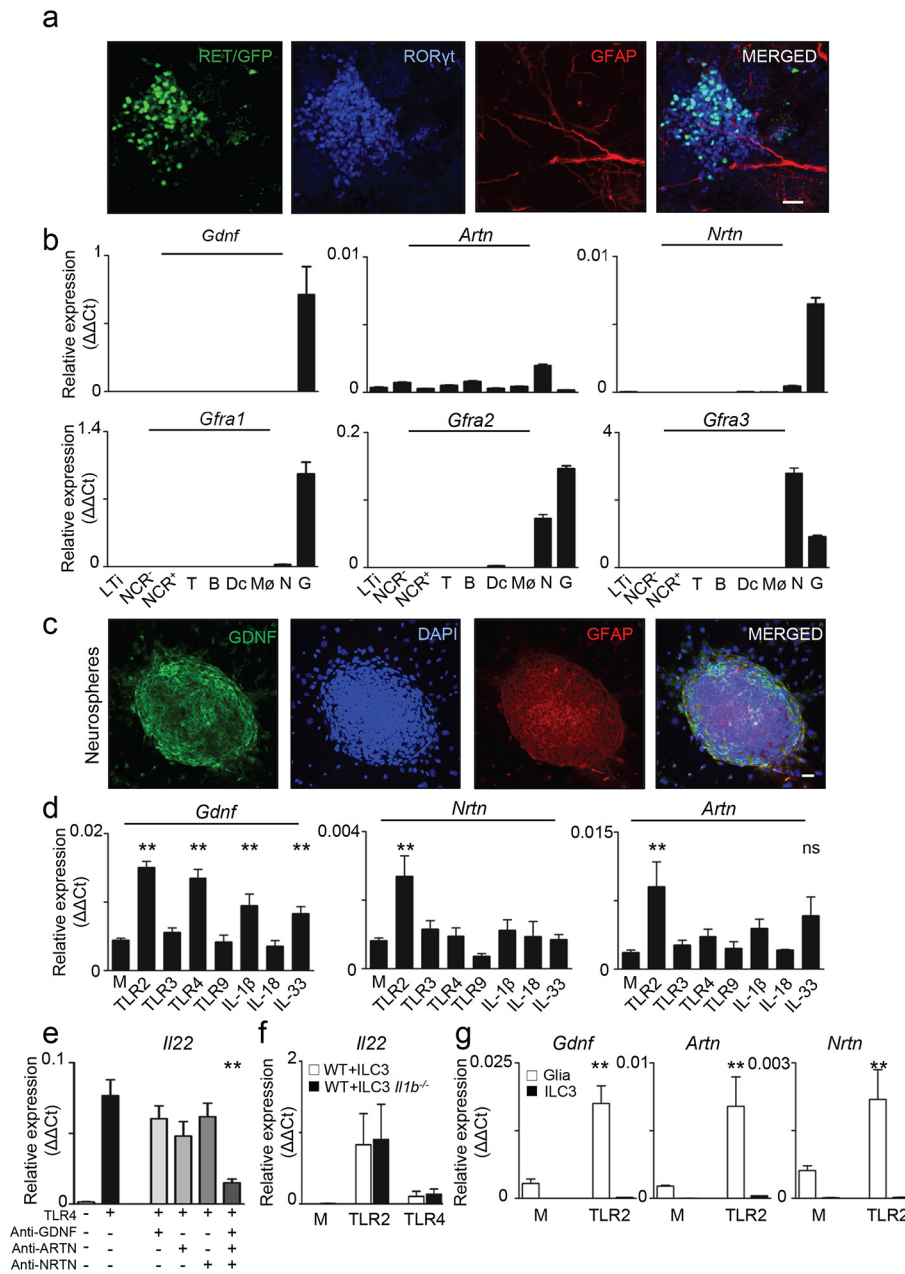 a
RET/GFP RORγt GFAP MERGED
b
Gdnf Artn Nrtn
Relative expression (ΔΔCt)
1
0
0.01
0
0.01
0
Gfra1 Gfra2 Gfra3
Relative expression (ΔΔCt)
1.4
0
0.2
0
4
0
LTi NCR- NCR+ T B Dc Mø N G
LTi NCR- NCR+ T B Dc Mø N G
LTi NCR- NCR+ T B Dc Mø N G
c
Neurospheres
GDNF DAPI GFAP MERGED
d
Gdnf Nrtn Artn
Relative expression (ΔΔCt)
0.02
0
** ** ** **
0.004
0
**
0.015
0
** ns
M TLR2 TLR3 TLR4 TLR9 IL-1β IL-18 IL-33
M TLR2 TLR3 TLR4 TLR9 IL-1β IL-18 IL-33
M TLR2 TLR3 TLR4 TLR9 IL-1β IL-18 IL-33
e
Il22
Relative expression (ΔΔCt)
0.1
0
**
TLR4 - + + + + +
Anti-GDNF - - + - - +
Anti-ARTN - - - + - +
Anti-NRTN - - - - + +
f
Il22
Relative expression (ΔΔCt)
2
0
WT+ILC3
WT+ILC3 Il1b-/-
M TLR2 TLR4
g
Gdnf Artn Nrtn
Relative expression (ΔΔCt)
0.025
0
Glia
ILC3
**
0.01
0
**
0.003
0
**
M TLR2
M TLR2
M TLR2